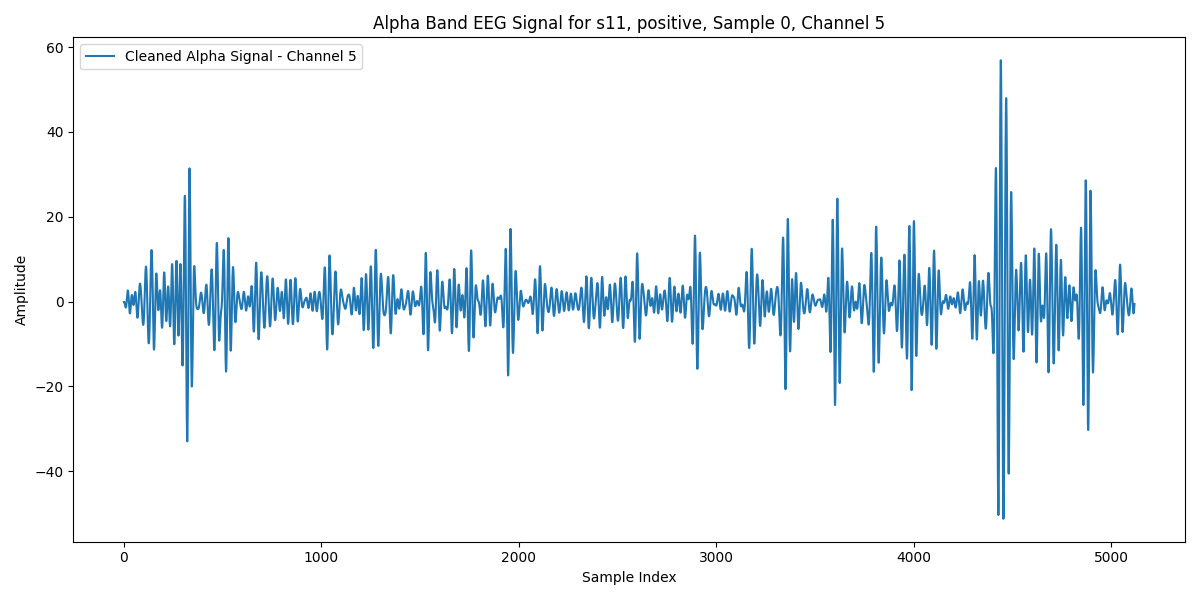 Alpha Band EEG Signal for s11, positive, Sample 0, Channel 5
Cleaned Alpha Signal - Channel 5
60
40
20
0
−20
−40
Amplitude
0 1000 2000 3000 4000 5000
Sample Index